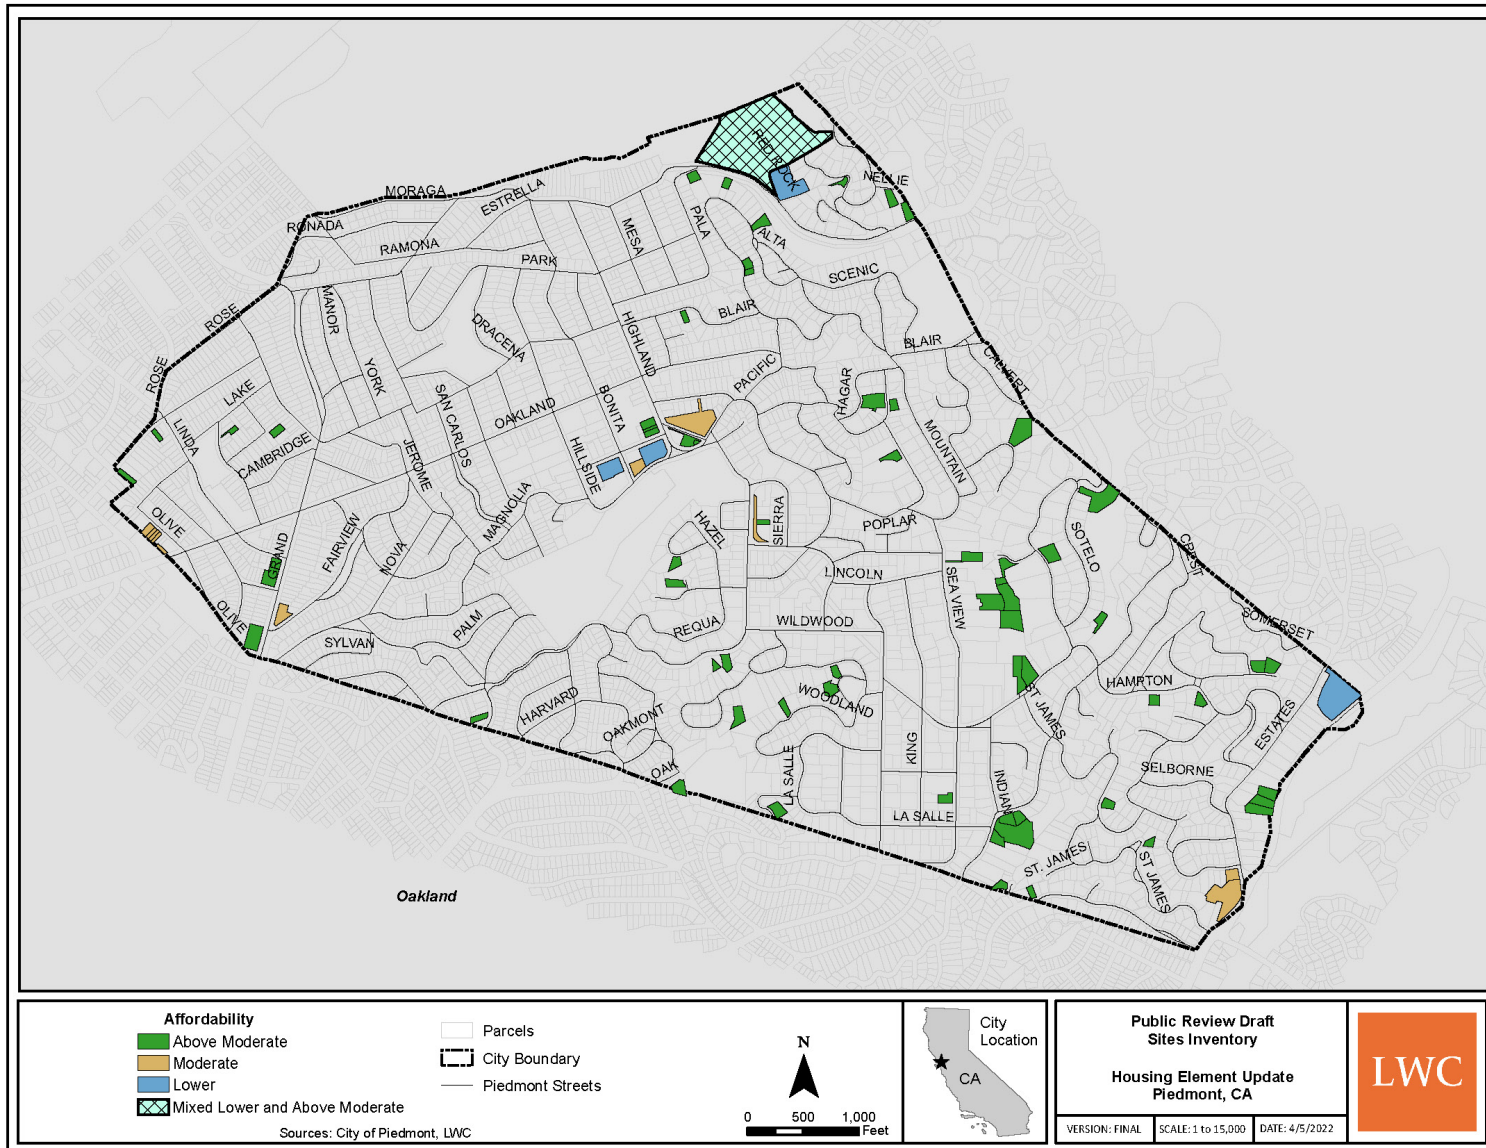 RED ROCK
NELLIE
MORAGA
ESTRELLA
RONADA
RAMONA
MESA
PALA
ALTA
PARK
SCENIC
MANOR
ROSE
BLAIR
DRACENA
HIGHLAND
BLAIR
CALVERT
ROSE
YORK
PACIFIC
HAGAR
LAKE
SAN CARLOS
OAKLAND
BONITA
LINDA
CAMBRIDGE
JEROME
HILLSIDE
MOUNTAIN
MAGNOLIA
OLIVE
GRAND
FAIRVIEW
NOVA
HAZEL
SIERRA
POPLAR
SOTELO
CREST
LINCOLN
SEA VIEW
OLIVE
SYLVAN
PALM
REQUA
WILDWOOD
SOMERSET
HARVARD
OAKMONT
WOODLAND
ST JAMES
HAMPTON
ESTATES
OAK
LA SALLE
KING
INDIAN
SELBORNE
LA SALLE
ST. JAMES
ST JAMES
Oakland
Affordability
Above Moderate
Moderate
Lower
Mixed Lower and Above Moderate
Parcels
City Boundary
Piedmont Streets
Sources: City of Piedmont, LWC
N
0 500 1,000
Feet
City
Location
CA
Public Review Draft
Sites Inventory
Housing Element Update
Piedmont, CA
VERSION: FINAL
SCALE: 1 to 15,000
DATE: 4/5/2022
LWC